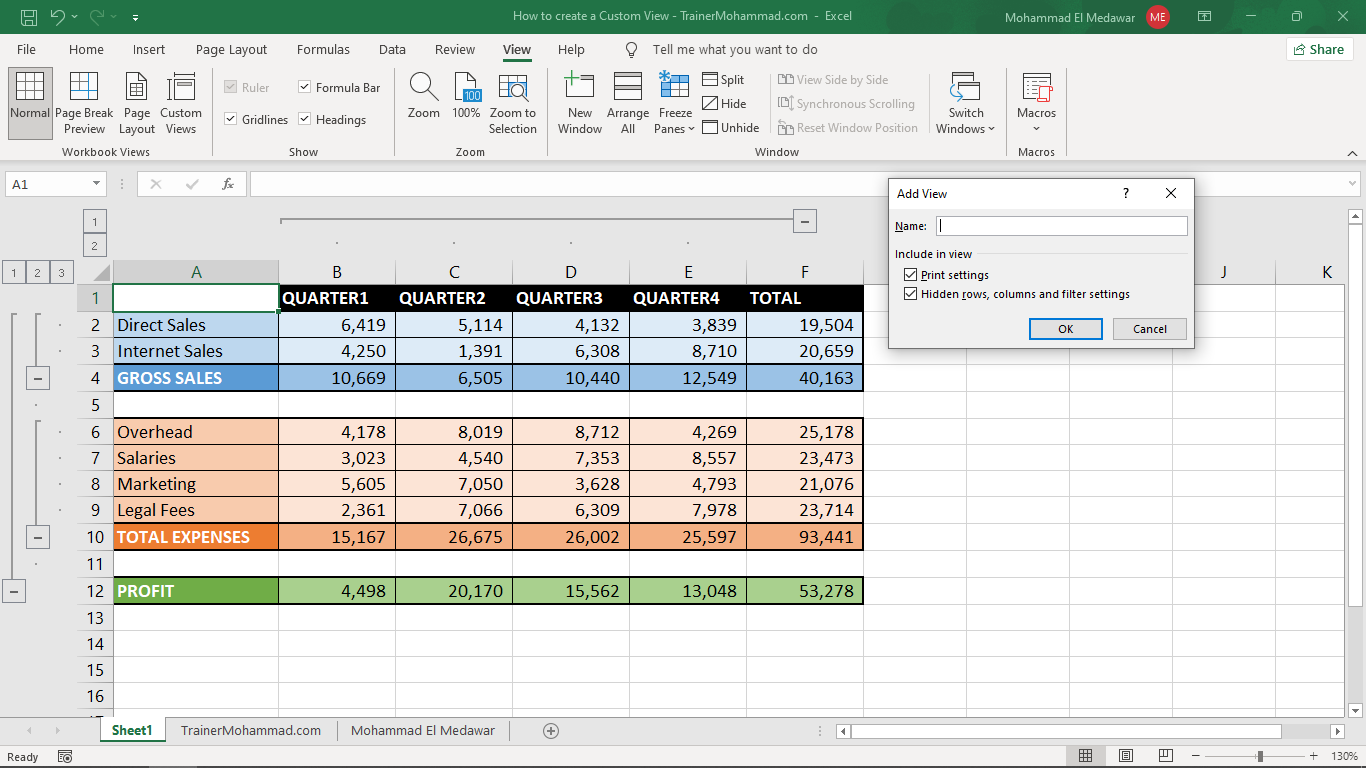 How to create a Custom View - TrainerMohammad.com - Excel
Mohammad El Medawar ME
File Home Insert Page Layout Formulas Data Review View Help Tell me what you want to do Share
Normal
Page Break Preview
Page Layout
Custom Views
Workbook Views
Ruler
Formula Bar
Gridlines
Headings
Show
Zoom
100
100%
Zoom to Selection
Zoom
New Window
Arrange All
Freeze Panes
Split
Hide
Unhide
View Side by Side
Synchronous Scrolling
Reset Window Position
Switch Windows
Window
Macros
Macros
A1
fx
Add View ?
Name:
Include in view
Print settings
Hidden rows, columns and filter settings
OK Cancel
1
2
1 2 3
A B C D E F J K
1 QUARTER1 QUARTER2 QUARTER3 QUARTER4 TOTAL
2 Direct Sales 6,419 5,114 4,132 3,839 19,504
3 Internet Sales 4,250 1,391 6,308 8,710 20,659
4 GROSS SALES 10,669 6,505 10,440 12,549 40,163
5
6 Overhead 4,178 8,019 8,712 4,269 25,178
7 Salaries 3,023 4,540 7,353 8,557 23,473
8 Marketing 5,605 7,050 3,628 4,793 21,076
9 Legal Fees 2,361 7,066 6,309 7,978 23,714
10 TOTAL EXPENSES 15,167 26,675 26,002 25,597 93,441
11
12 PROFIT 4,498 20,170 15,562 13,048 53,278
13
14
15
16
Sheet1 TrainerMohammad.com Mohammad El Medawar
Ready
130%